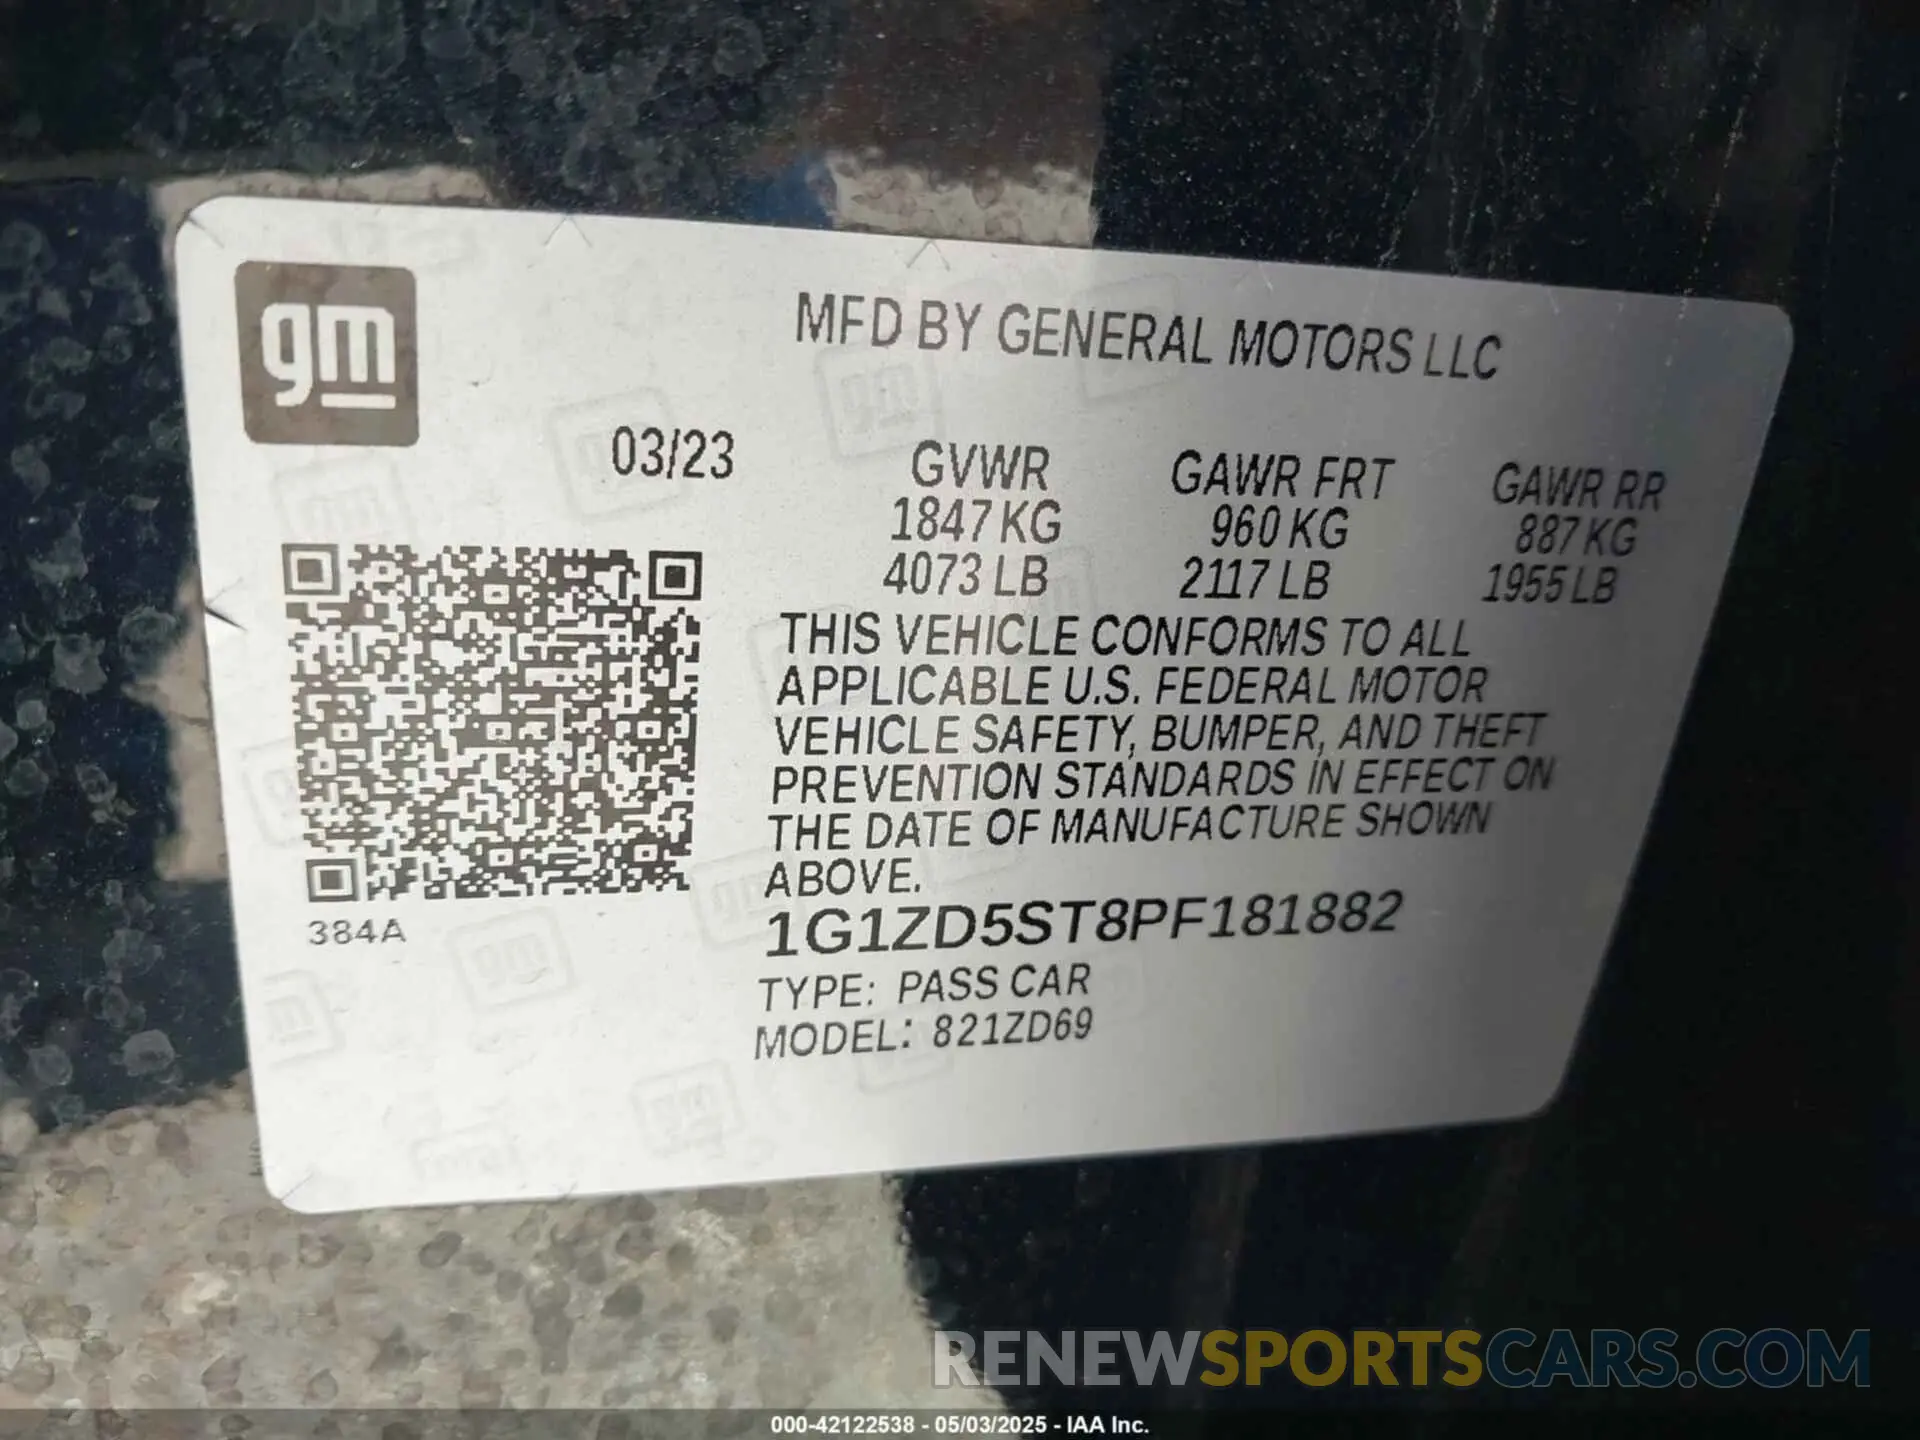 gm
MFD BY GENERAL MOTORS LLC
03/23
GVWR GAWR FRT GAWR RR
1847 KG 960 KG 887 KG
4073 LB 2117 LB 1955 LB
THIS VEHICLE CONFORMS TO ALL
APPLICABLE U.S. FEDERAL MOTOR
VEHICLE SAFETY, BUMPER, AND THEFT
PREVENTION STANDARDS IN EFFECT ON
THE DATE OF MANUFACTURE SHOWN
ABOVE.
384A
1G1ZD5ST8PF181882
TYPE: PASS CAR
MODEL: 821ZD69
RENEWSPORTSCARS.COM
000-42122538 - 05/03/2025 - IAA Inc.